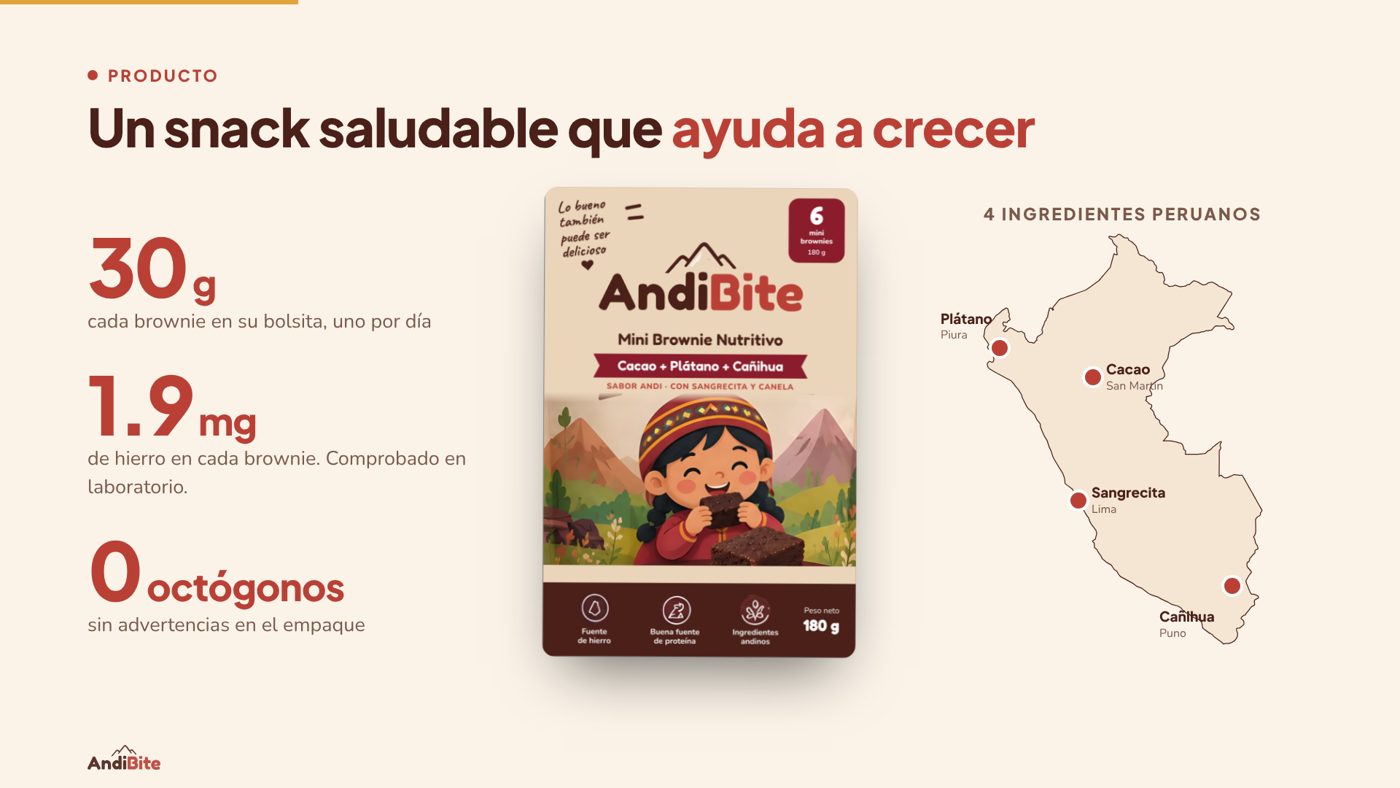 PRODUCTO
Un snack saludable que ayuda a crecer
30 g
cada brownie en su bolsita, uno por día
1.9 mg
de hierro en cada brownie. Comprobado en
laboratorio.
0 octógonos
sin advertencias en el empaque
Lo bueno
también
puede ser
delicioso
6
mini
brownies
180 g
AndiBite
Mini Brownie Nutritivo
Cacao + Plátano + Cañihua
SABOR ANDI · CON SANGRECITA Y CANELA
Fuente
de hierro
Buena fuente
de proteína
Ingredientes
andinos
Peso neto
180 g
4 INGREDIENTES PERUANOS
Plátano
Piura
Cacao
San Martín
Sangrecita
Lima
Cañihua
Puno
AndiBite